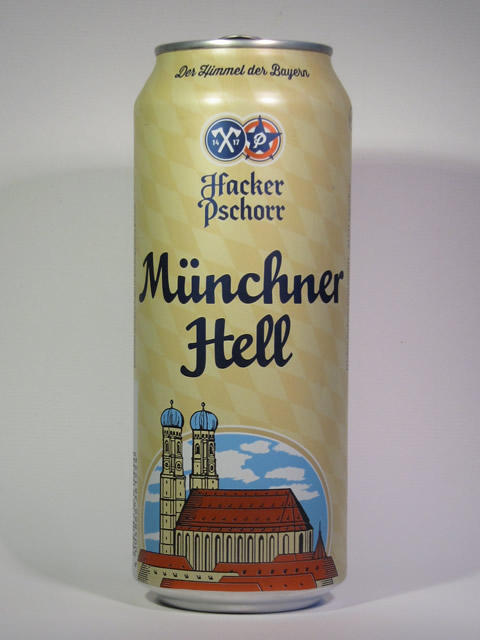 Der Himmel der Bayern
14 17
Hacker
Pschorr
Münchner
Hell